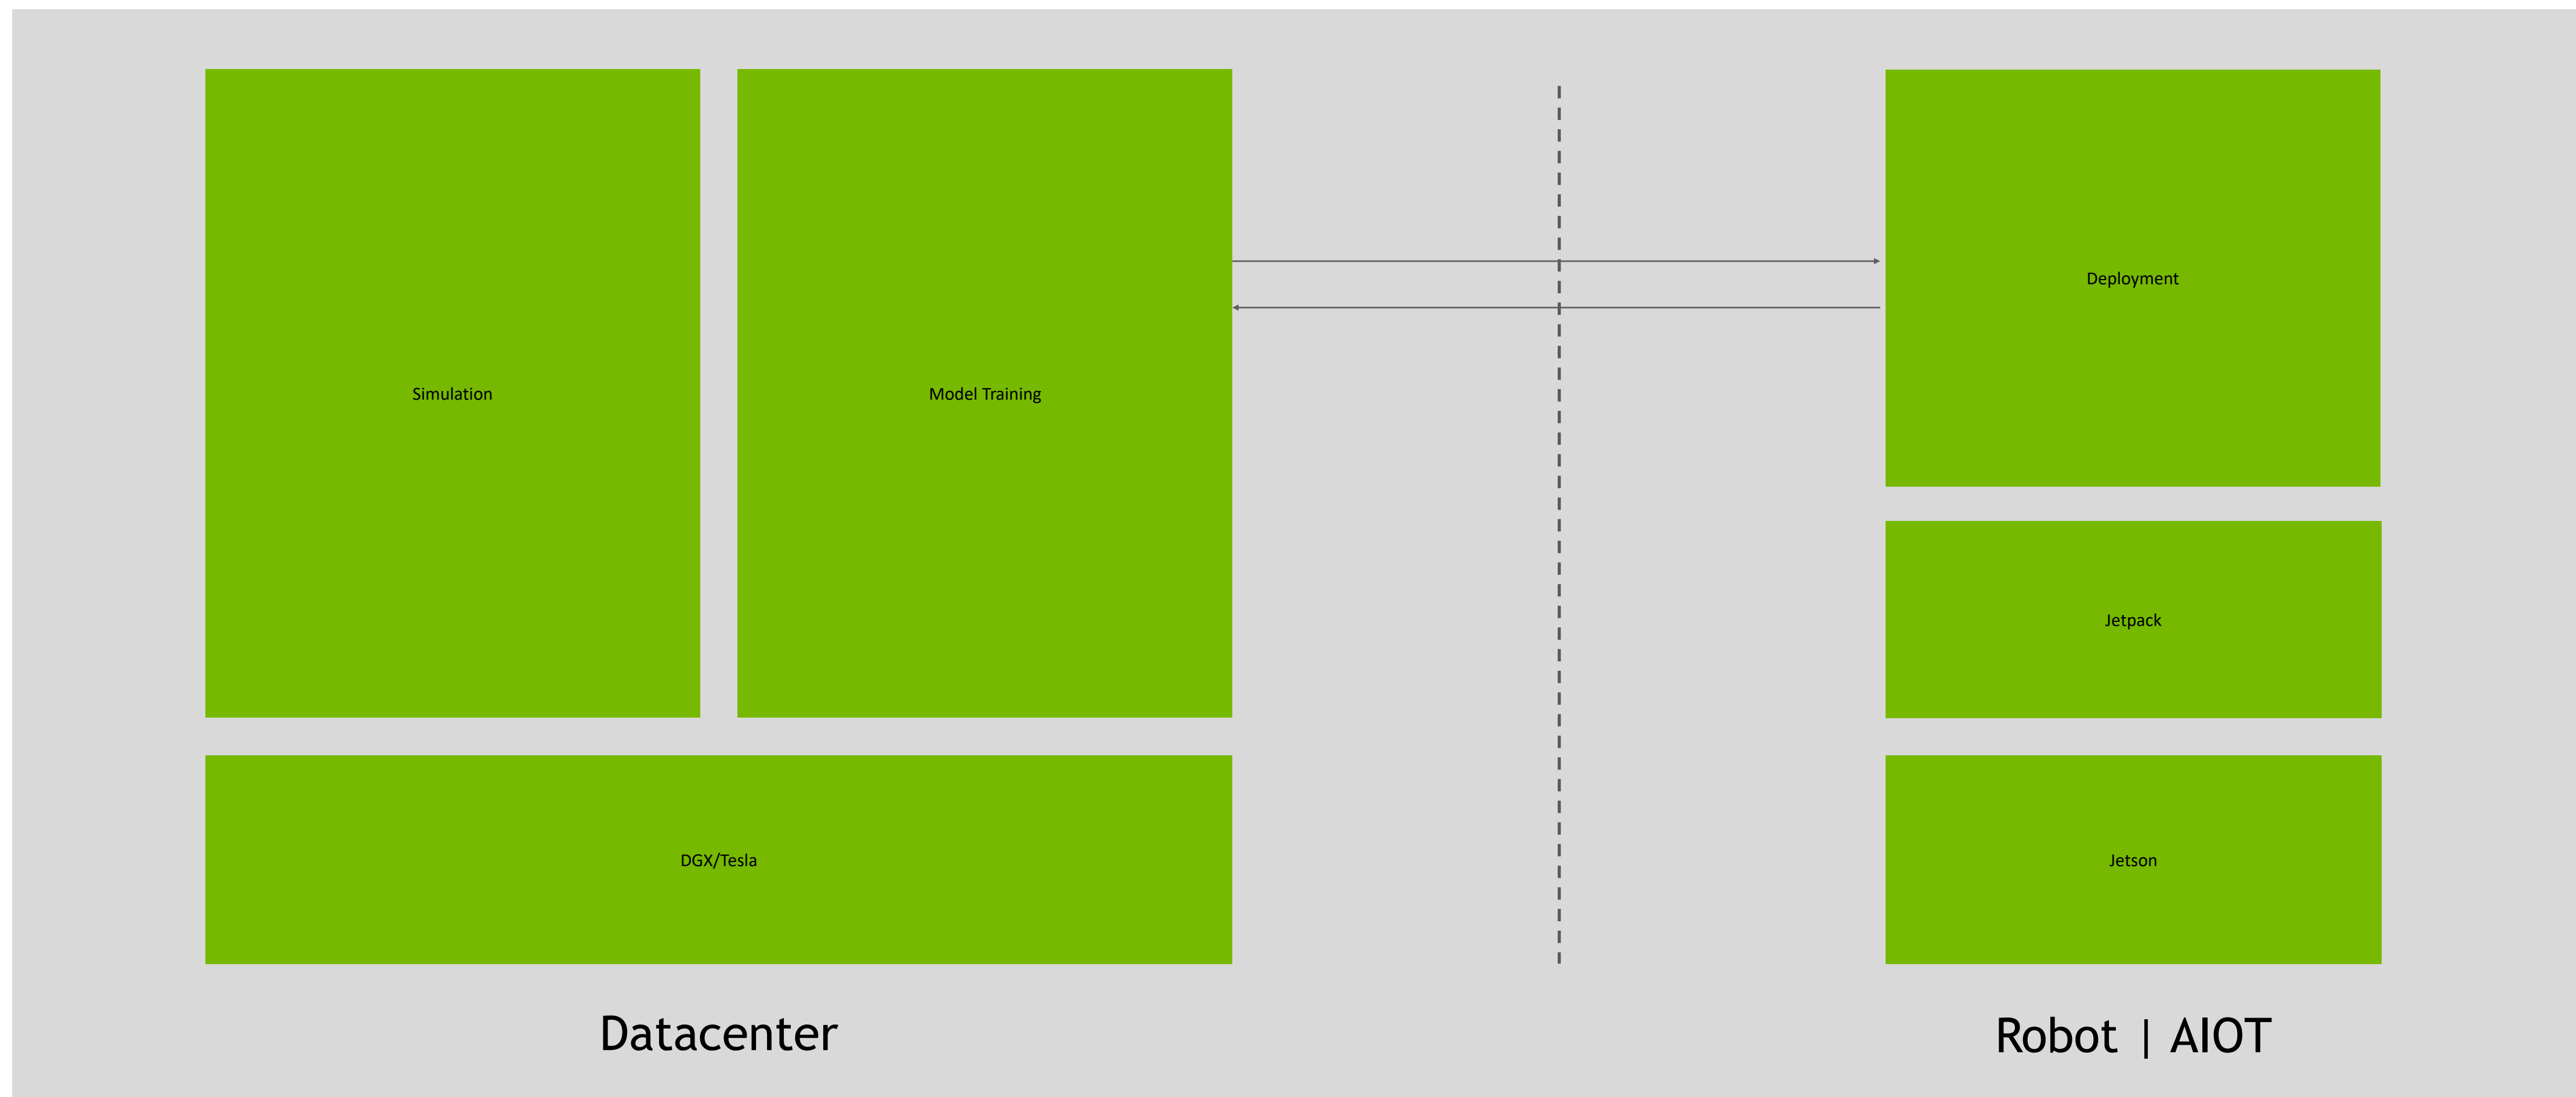 Simulation
Model Training
Deployment
Jetpack
DGX/Tesla
Jetson
Datacenter
Robot | AIOT